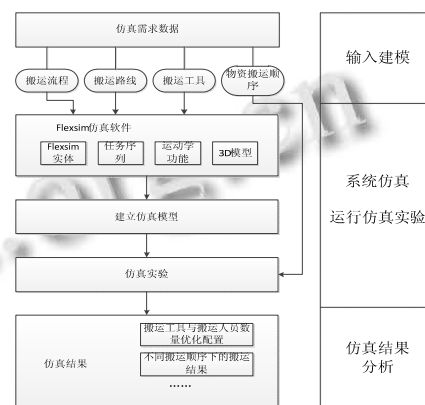 仿真需求数据
搬运流程
搬运路线
搬运工具
物资搬运顺
序
Flexsim仿真软件
Flexsim
实体
任务序
列
运动学
功能
3D模型
建立仿真模型
仿真实验
仿真结果
搬运工具与搬运人员数
量优化配置
不同搬运顺序下的搬运
结果
······
输入建模
系统仿真
运行仿真实验
仿真结果
分析